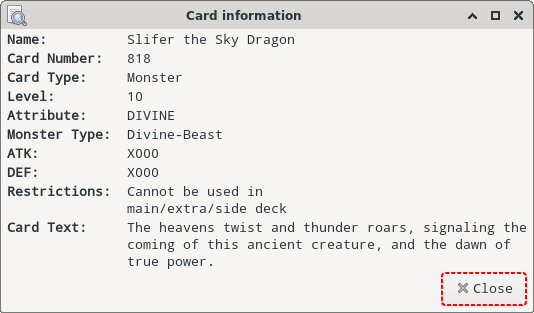 Card information
Name: Slifer the Sky Dragon
Card Number: 818
Card Type: Monster
Level: 10
Attribute: DIVINE
Monster Type: Divine-Beast
ATK: X000
DEF: X000
Restrictions: Cannot be used in
main/extra/side deck
Card Text: The heavens twist and thunder roars, signaling the
coming of this ancient creature, and the dawn of
true power.
Close